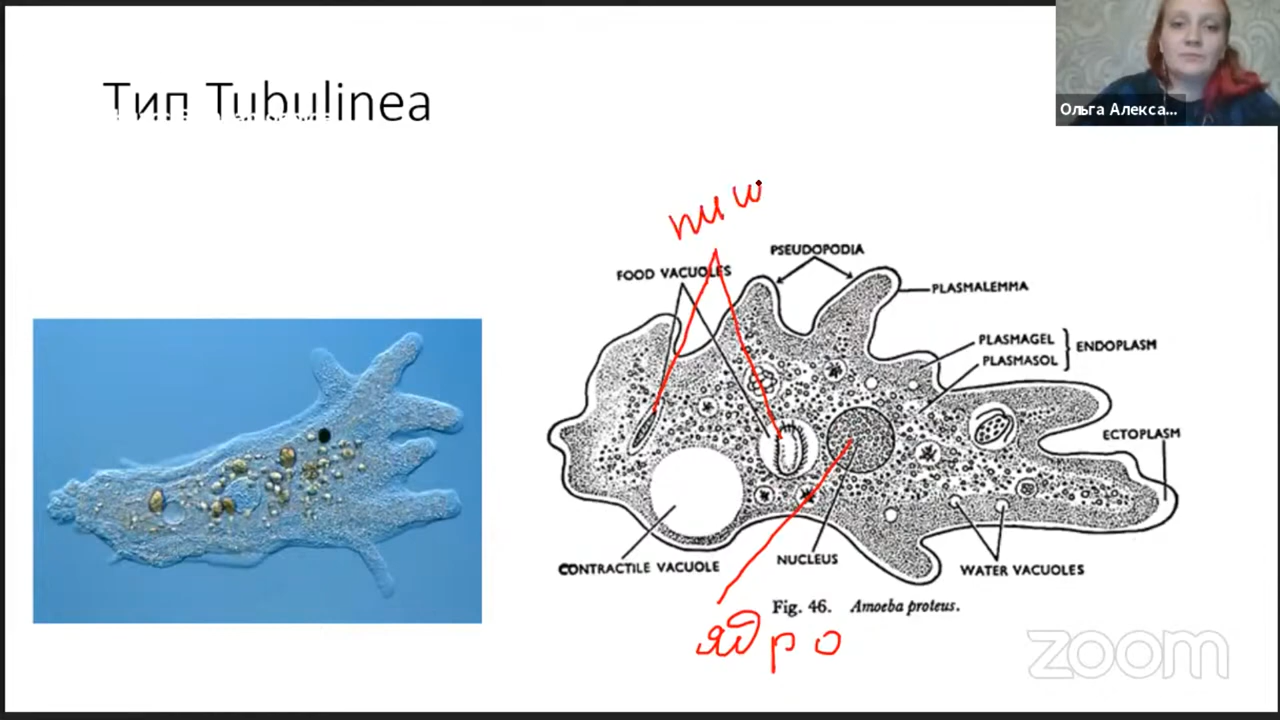 Тип Tubulinea
Ольга Алекса...
пищ
PSEUDOPODIA
FOOD VACUOLES
PLASMALEMMA
PLASMAGEL
PLASMASOL
ENDOPLASM
ECTOPLASM
CONTRACTILE VACUOLE
NUCLEUS
WATER VACUOLES
Fig. 46. Amoeba proteus.
ядро
zoom